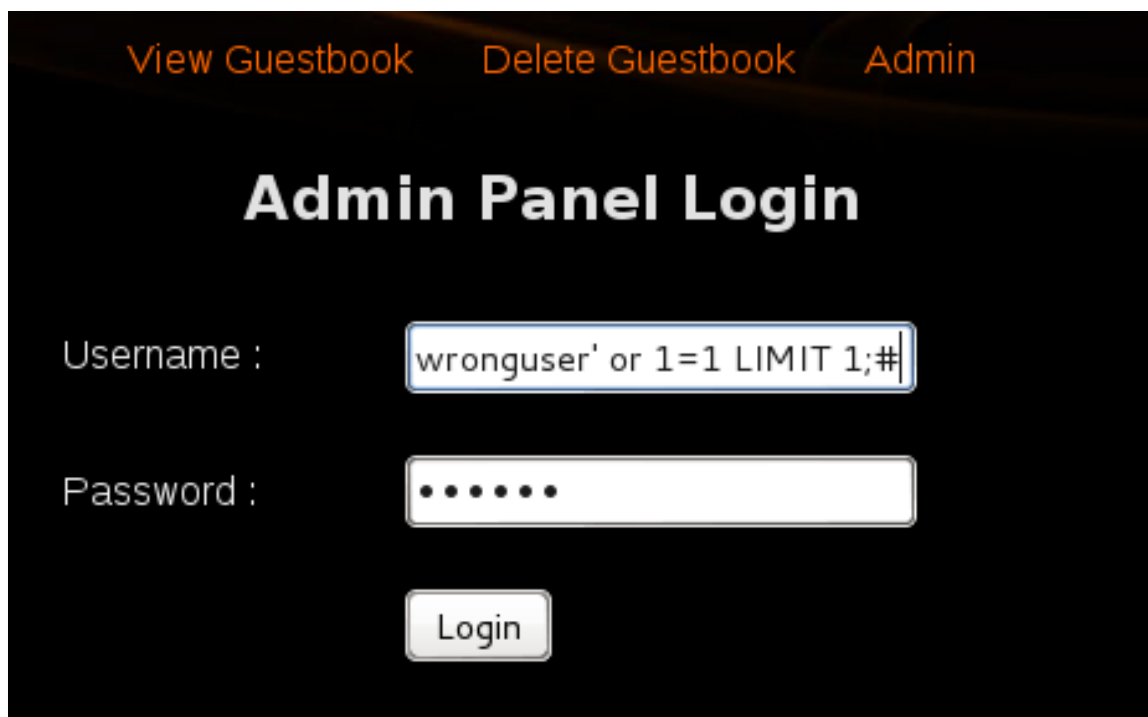 View Guestbook Delete Guestbook Admin
Admin Panel Login
Username : wronguser' or 1=1 LIMIT 1;#
Password : ••••••
Login